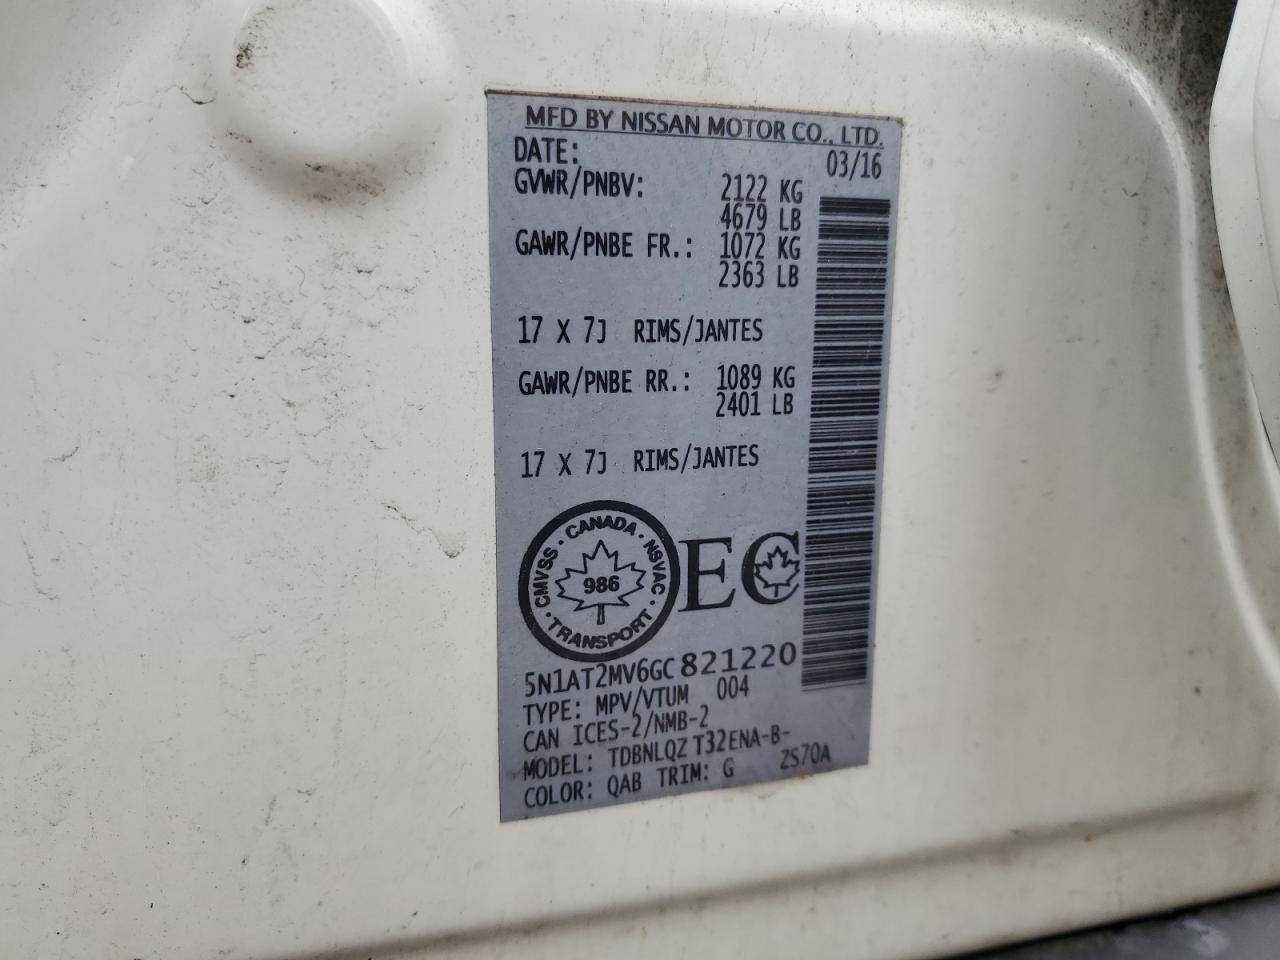 MFD BY NISSAN MOTOR CO., LTD.
DATE: 03/16
GVWR/PNBV: 2122 KG
4679 LB
GAWR/PNBE FR.: 1072 KG
2363 LB
17 X 7J RIMS/JANTES
GAWR/PNBE RR.: 1089 KG
2401 LB
17 X 7J RIMS/JANTES
CMVSS · CANADA · NSVAC · TRANSPORT ·
986
EC
5N1AT2MV6GC821220
TYPE: MPV/VTUM 004
CAN ICES-2/NMB-2
MODEL: TDBNLQZ T32ENA-B-
COLOR: QAB TRIM: G ZS70A